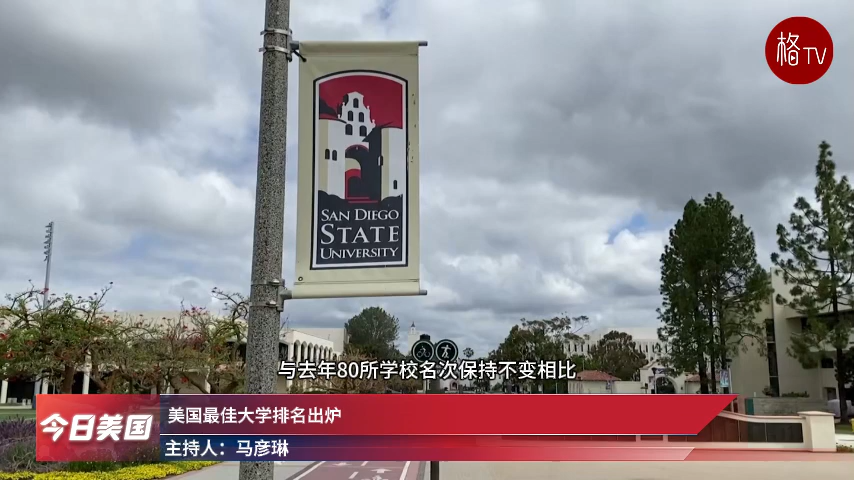 格TV
SAN DIEGO
STATE
UNIVERSITY
与去年80所学校名次保持不变相比
今日美国
美国最佳大学排名出炉
主持人：马彦琳